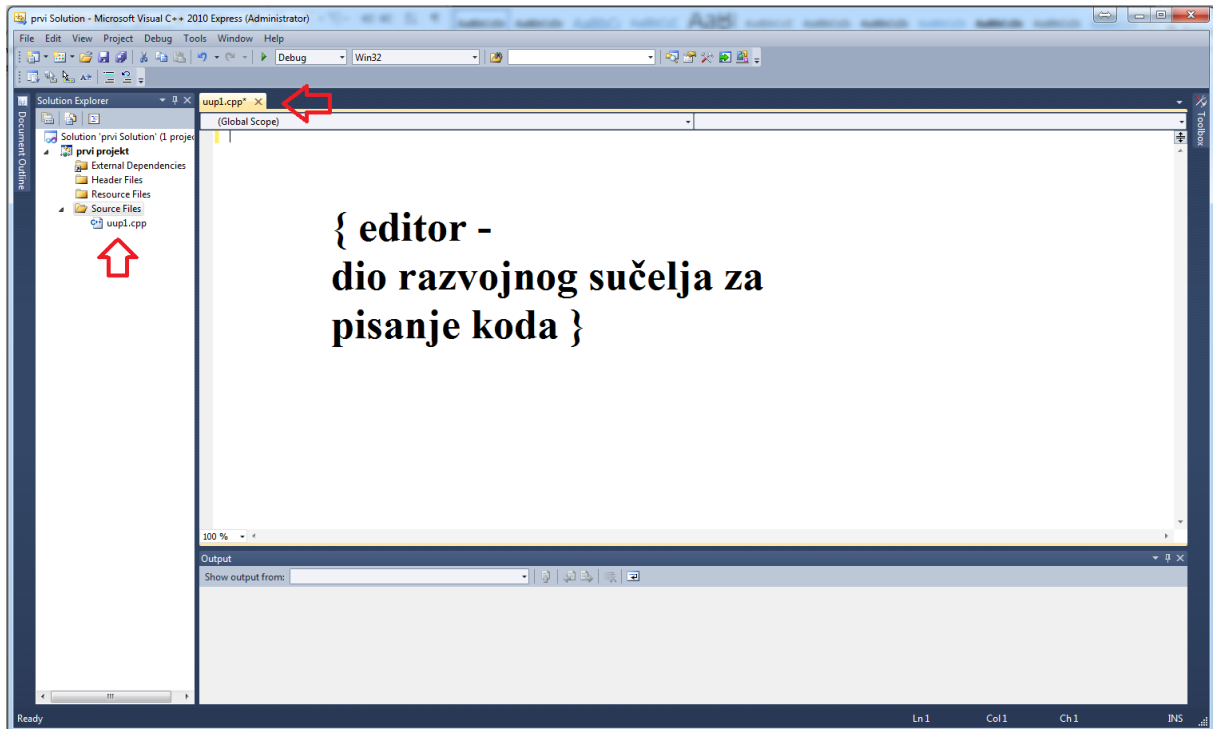 prvi Solution - Microsoft Visual C++ 2010 Express (Administrator)
File Edit View Project Debug Tools Window Help
Debug Win32
Solution Explorer
uup1.cpp*
(Global Scope)
Document Outline
Toolbox
Solution 'prvi Solution' (1 projec
prvi projekt
External Dependencies
Header Files
Resource Files
Source Files
uup1.cpp
{ editor -
dio razvojnog sučelja za
pisanje koda }
100 %
Output
Show output from:
Ready Ln 1 Col 1 Ch 1 INS